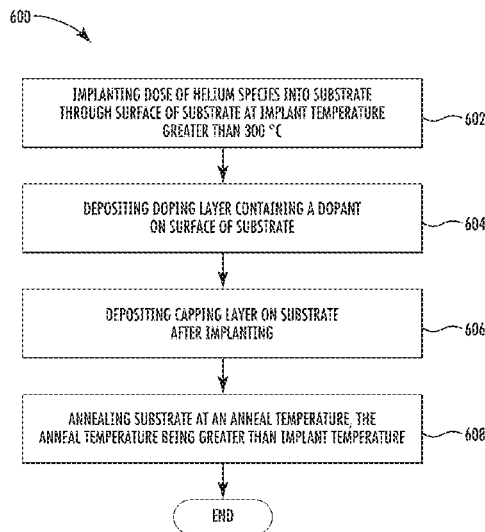 600
IMPLANTING DOSE OF HELIUM SPECIES INTO SUBSTRATE
THROUGH SURFACE OF SUBSTRATE AT IMPLANT TEMPERATURE
GREATER THAN 300 °C
602
DEPOSITING DOPING LAYER CONTAINING A DOPANT
ON SURFACE OF SUBSTRATE
604
DEPOSITING CAPPING LAYER ON SUBSTRATE
AFTER IMPLANTING
606
ANNEALING SUBSTRATE AT AN ANNEAL TEMPERATURE, THE
ANNEAL TEMPERATURE BEING GREATER THAN IMPLANT TEMPERATURE
608
END